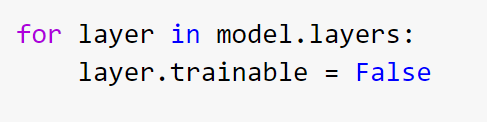 for layer in model.layers:
    layer.trainable = False